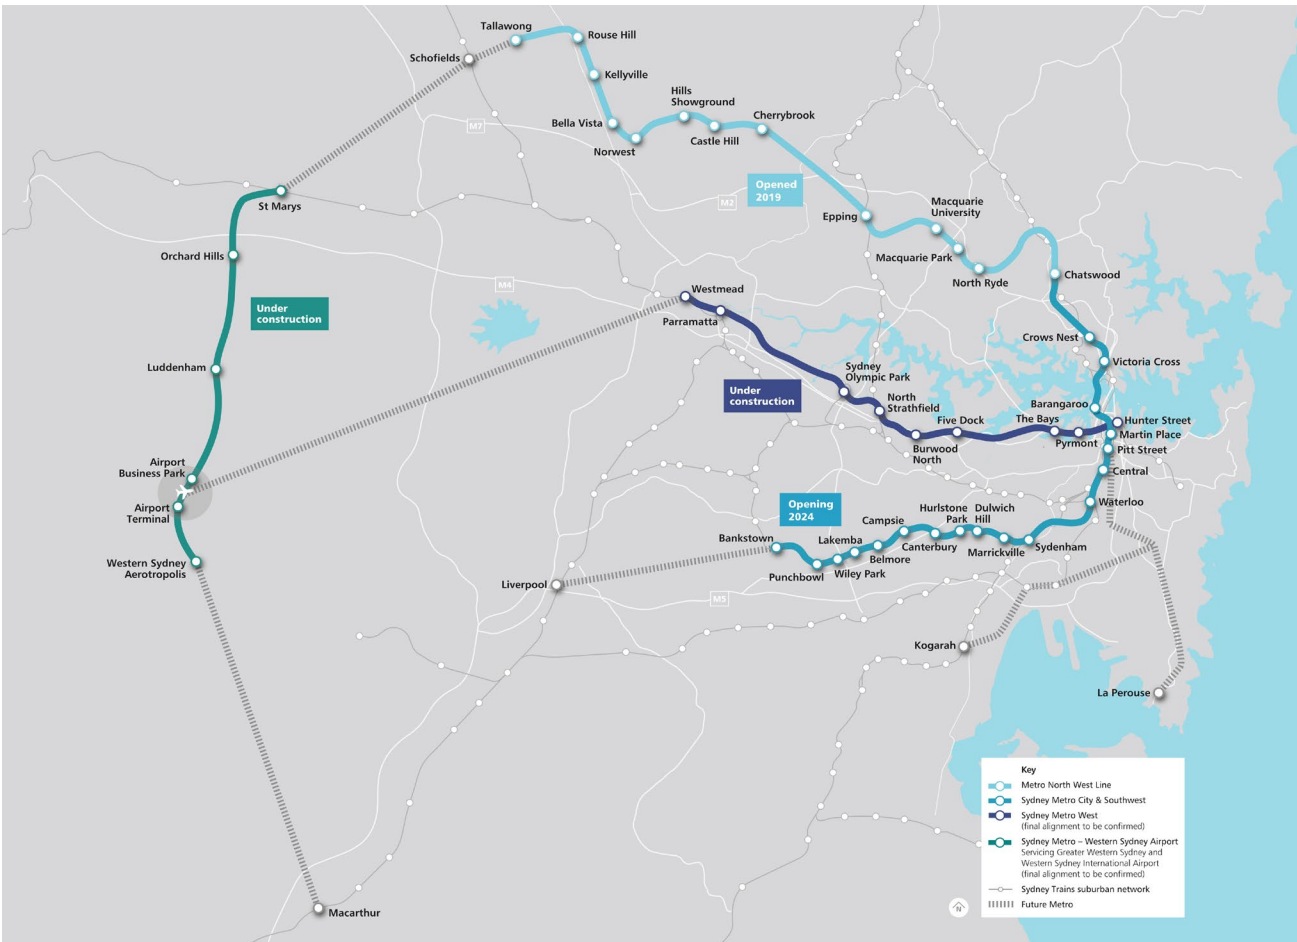 Tallawong
Rouse Hill
Schofields
Kellyville
Hills
Showground
Bella Vista
Cherrybrook
M7
Castle Hill
Norwest
Opened
2019
St Marys
M2
Macquarie
University
Epping
Orchard Hills
Macquarie Park
Chatswood
North Ryde
M4
Westmead
Under
construction
Parramatta
Crows Nest
Victoria Cross
Luddenham
Sydney
Olympic Park
Under
construction
North
Strathfield
Barangaroo
Five Dock
The Bays
Hunter Street
Martin Place
Pyrmont
Burwood
North
Pitt Street
Airport
Business Park
Central
Airport
Terminal
Opening
2024
Waterloo
Hurlstone
Park
Dulwich
Hill
Campsie
Bankstown
Lakemba
Canterbury
Sydenham
Marrickville
Belmore
Western Sydney
Aerotropolis
Punchbowl
Wiley Park
Liverpool
M5
Kogarah
La Perouse
Key
Metro North West Line
Sydney Metro City & Southwest
Sydney Metro West
(final alignment to be confirmed)
Sydney Metro – Western Sydney Airport
Servicing Greater Western Sydney and
Western Sydney International Airport
(final alignment to be confirmed)
Sydney Trains suburban network
Future Metro
N
Macarthur